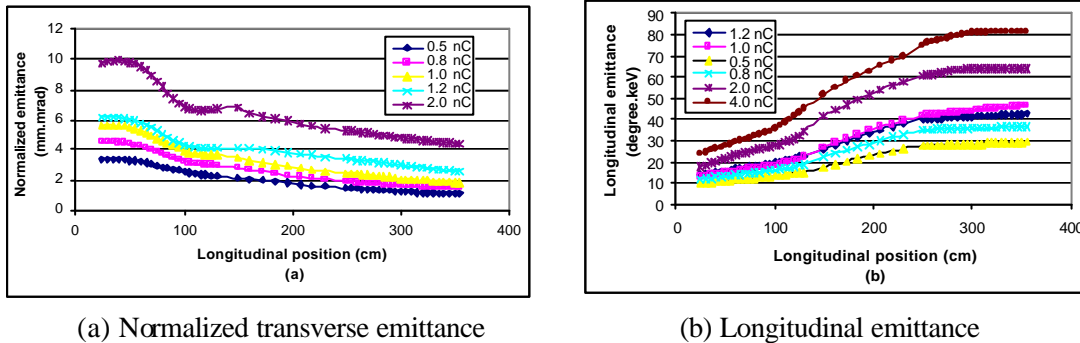 Normalized emittance
(mm.mrad)
12
10
8
6
4
2
0
0.5 nC
0.8 nC
1.0 nC
1.2 nC
2.0 nC
0 100 200 300 400
Longitudinal position (cm)
(a)
Longitudinal emittance
(degree.keV)
90
80
70
60
50
40
30
20
10
0
1.2 nC
1.0 nC
0.5 nC
0.8 nC
2.0 nC
4.0 nC
0 100 200 300 400
Longitudinal position (cm)
(b)
(a) Normalized transverse emittance
(b) Longitudinal emittance